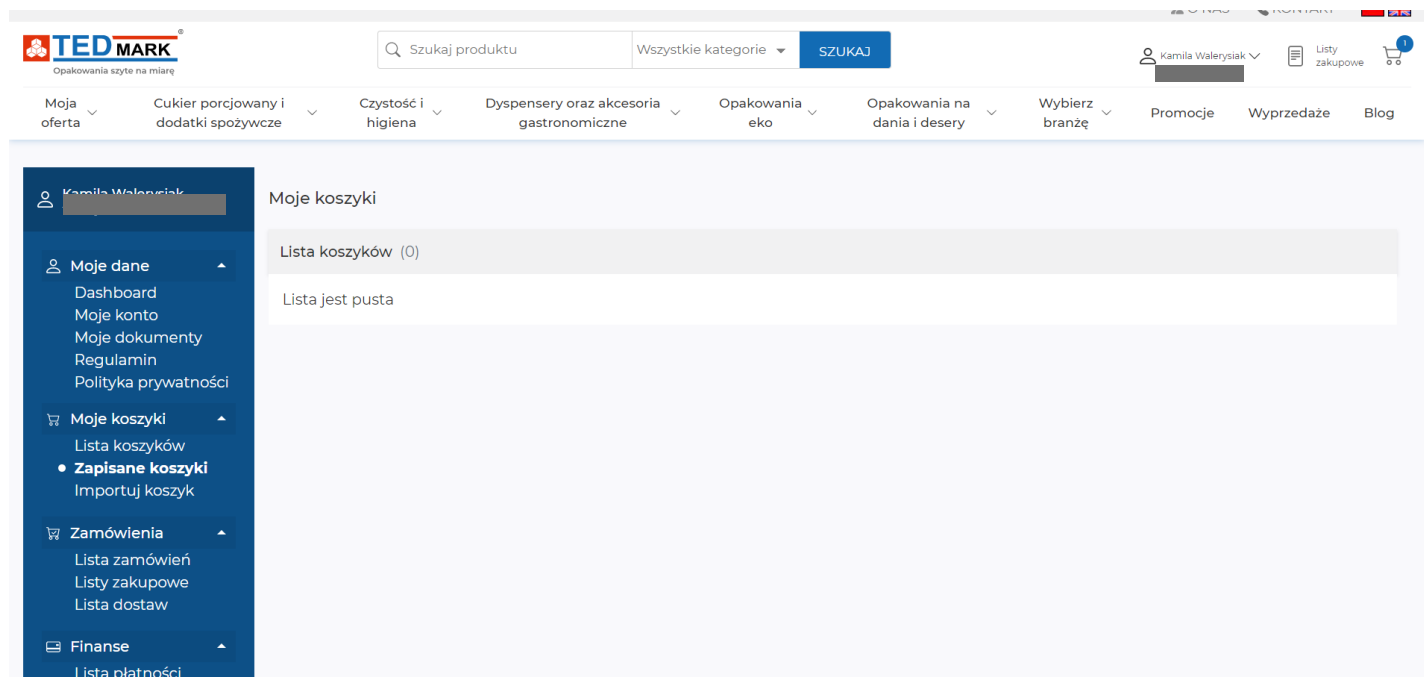 O NAS KONTAKT
TED MARK ®
Opakowania szyte na miarę
Szukaj produktu
Wszystkie kategorie
SZUKAJ
Kamila Walerysiak
Listy
zakupowe
1
Moja
oferta
Cukier porcjowany i
dodatki spożywcze
Czystość i
higiena
Dyspensery oraz akcesoria
gastronomiczne
Opakowania
eko
Opakowania na
dania i desery
Wybierz
branżę
Promocje
Wyprzedaże
Blog
Kamila Walerysiak
Moje dane
Dashboard
Moje konto
Moje dokumenty
Regulamin
Polityka prywatności
Moje koszyki
Lista koszyków
Zapisane koszyki
Importuj koszyk
Zamówienia
Lista zamówień
Listy zakupowe
Lista dostaw
Finanse
Lista płatności
Moje koszyki
Lista koszyków (0)
Lista jest pusta